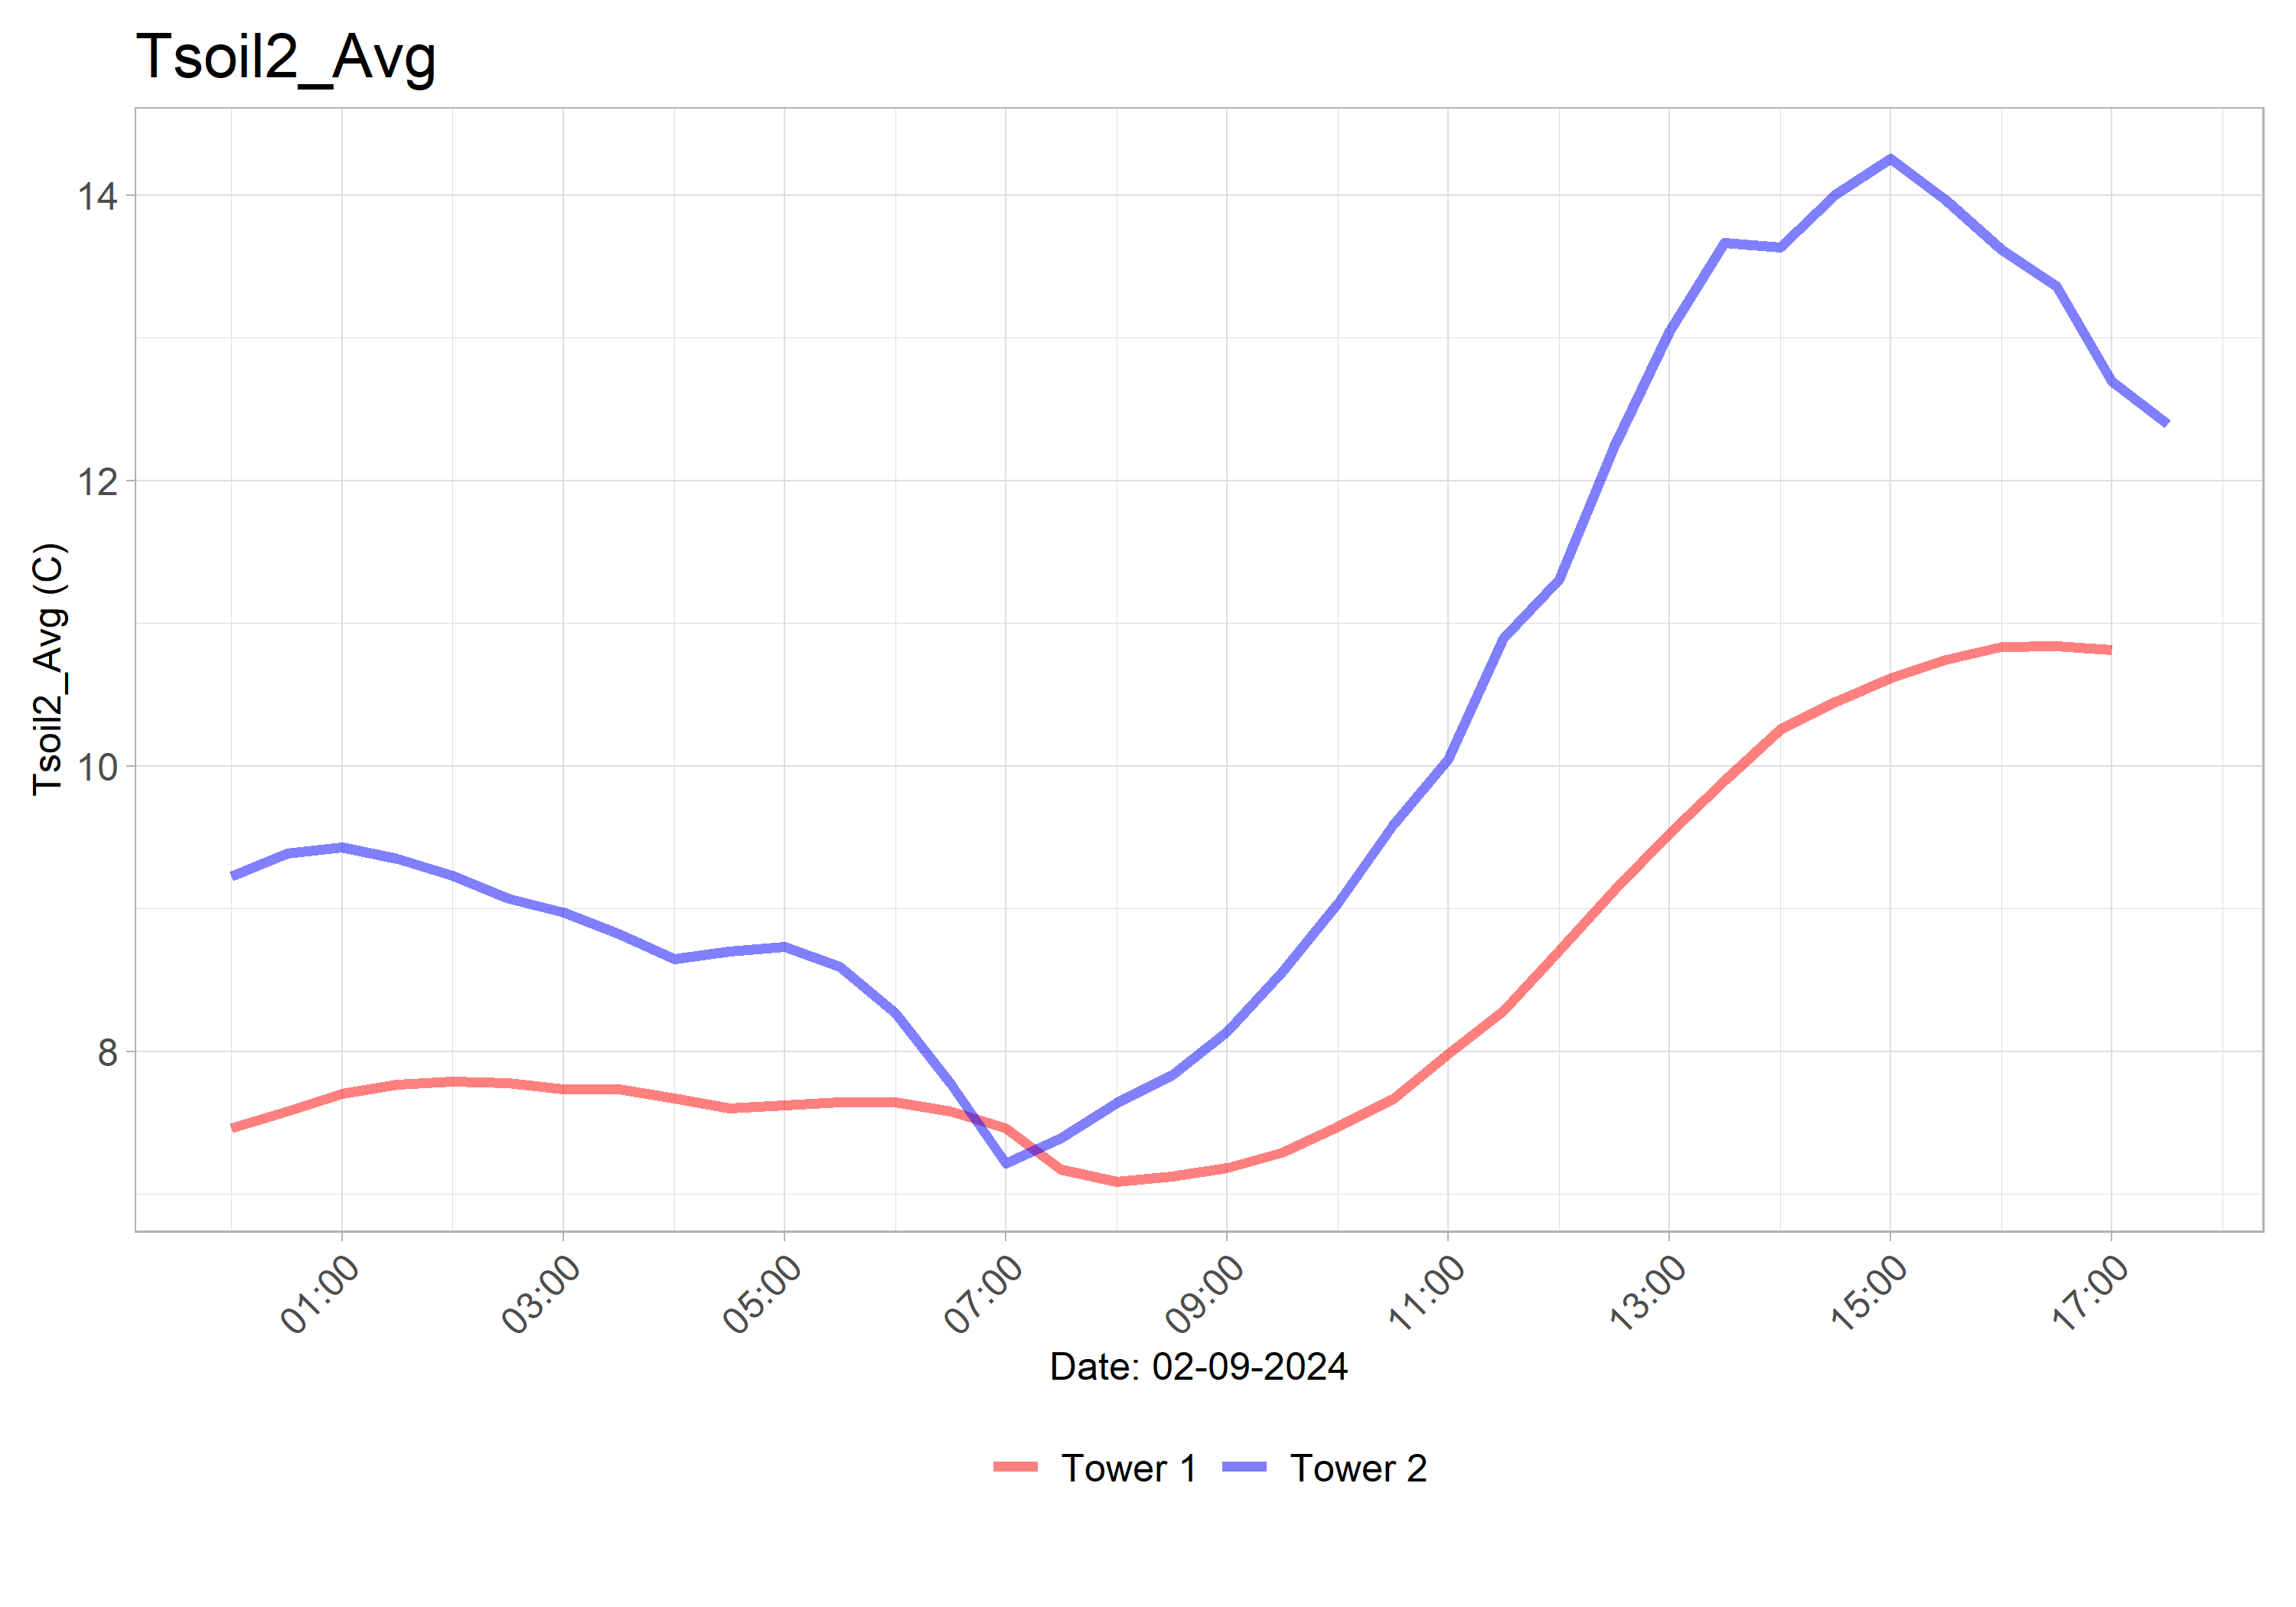 Tsoil2_Avg
Tsoil2_Avg (C)
14
12
10
8
01:00 03:00 05:00 07:00 09:00 11:00 13:00 15:00 17:00
Date: 02-09-2024
Tower 1 Tower 2